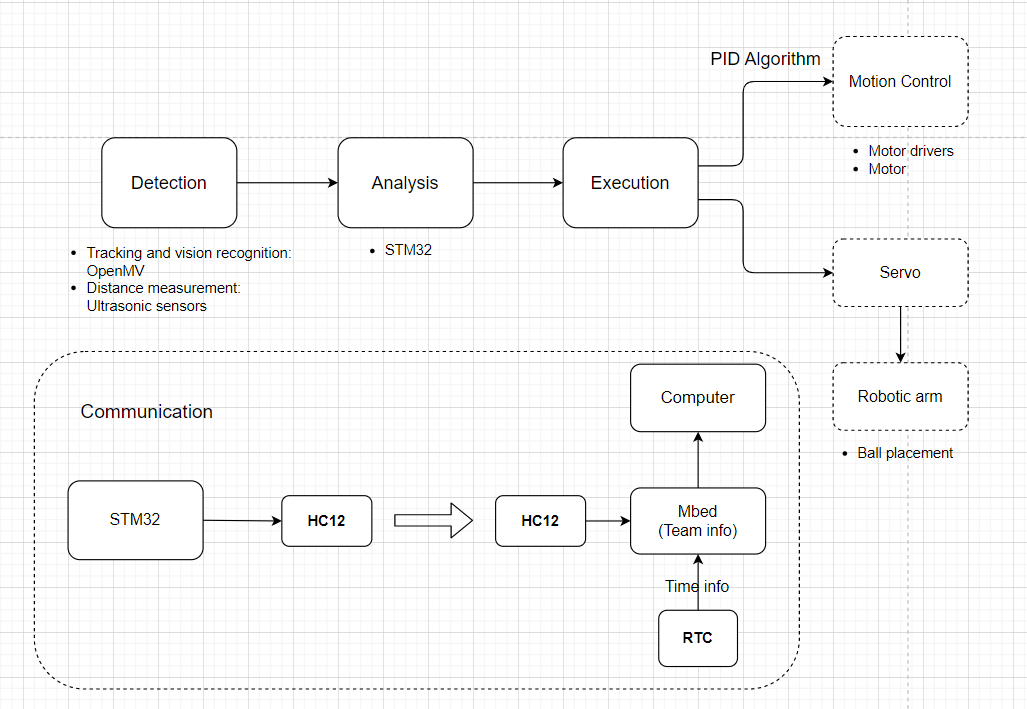 PID Algorithm
Motion Control
• Motor drivers
• Motor
Detection
Analysis
Execution
• Tracking and vision recognition:
OpenMV
• Distance measurement:
Ultrasonic sensors
• STM32
Servo
Robotic arm
• Ball placement
Communication
Computer
STM32
HC12
HC12
Mbed
(Team info)
Time info
RTC